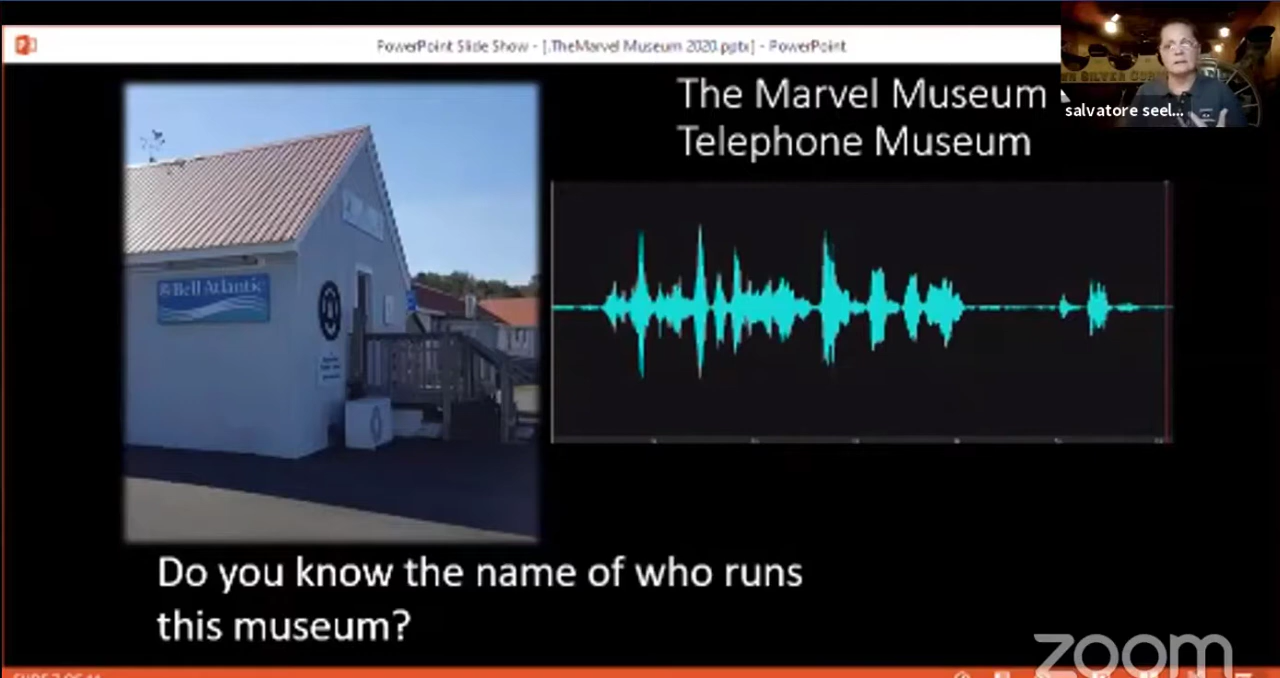 PowerPoint Slide Show - [.TheMarvel Museum 2020.pptx] - PowerPoint
salvatore seel...
The Marvel Museum
Telephone Museum
Bell Atlantic
Do you know the name of who runs
this museum?
zoom